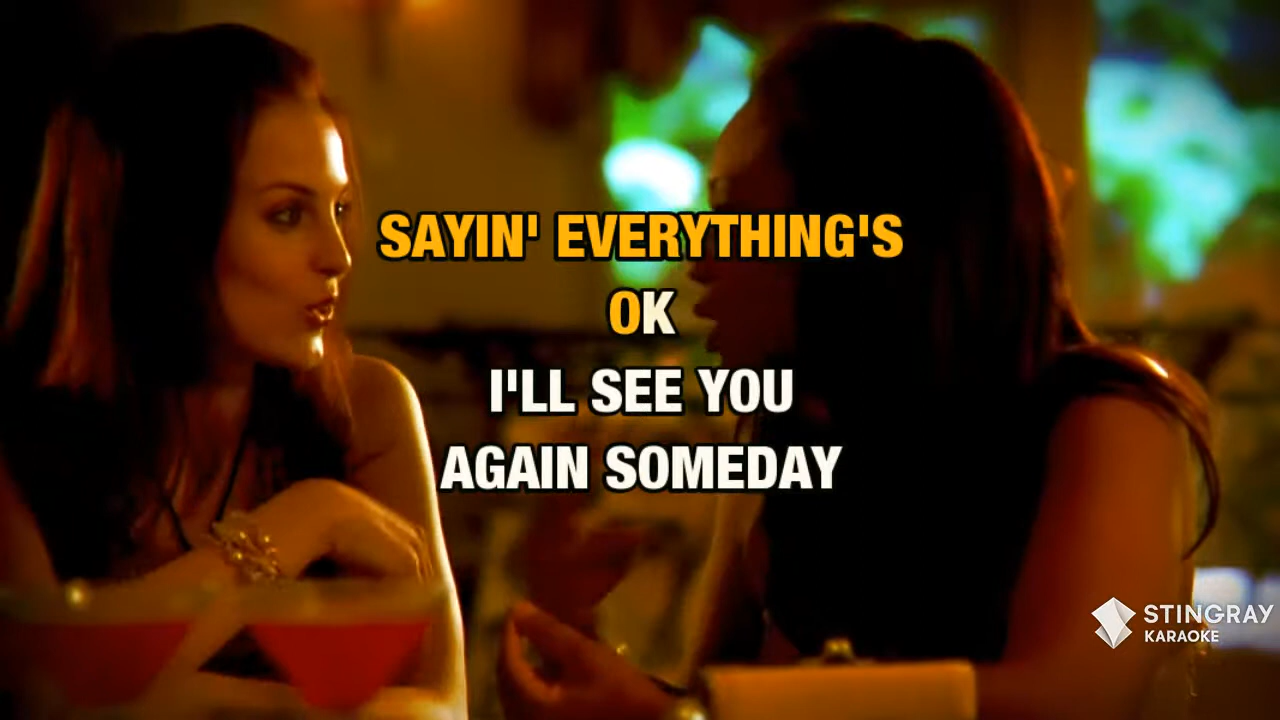 SAYIN' EVERYTHING'S
OK
I'LL SEE YOU
AGAIN SOMEDAY
STINGRAY
KARAOKE